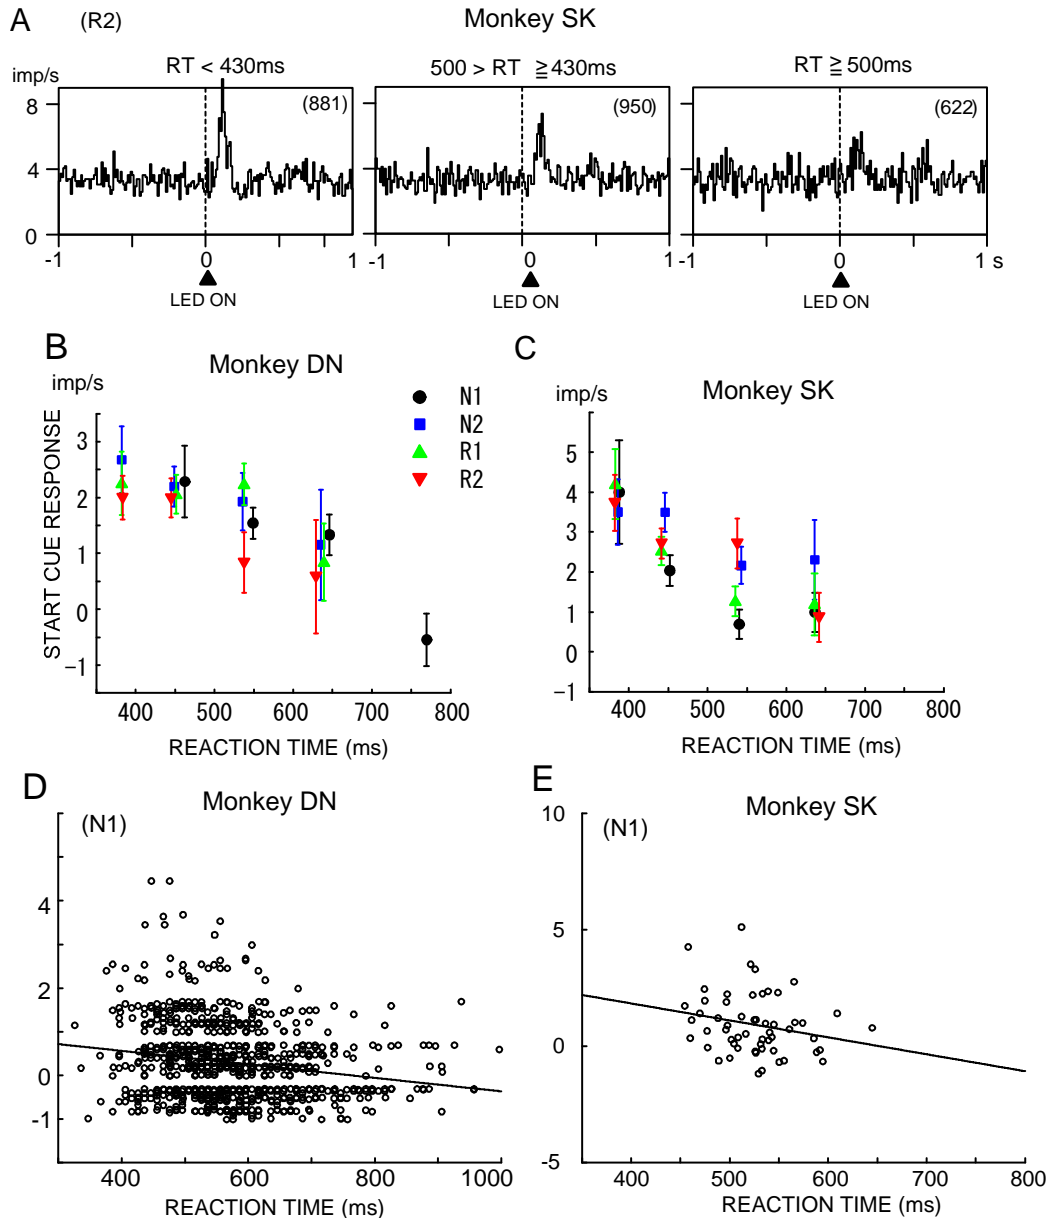 A
(R2)
Monkey SK
RT < 430ms
500 > RT ≧430ms
RT ≧500ms
imp/s
8
4
0
(881)
(950)
(622)
-1
0
1
-1
0
1
-1
0
1 s
LED ON
LED ON
LED ON
B
Monkey DN
imp/s
START CUE RESPONSE
3
2
1
0
−1
400
500
600
700
800
REACTION TIME (ms)
N1
N2
R1
R2
C
Monkey SK
imp/s
5
4
3
2
1
0
−1
400
500
600
700
800
REACTION TIME (ms)
D
Monkey DN
(N1)
4
2
0
-1
400
600
800
1000
REACTION TIME (ms)
E
Monkey SK
(N1)
10
5
0
-5
400
500
600
700
800
REACTION TIME (ms)